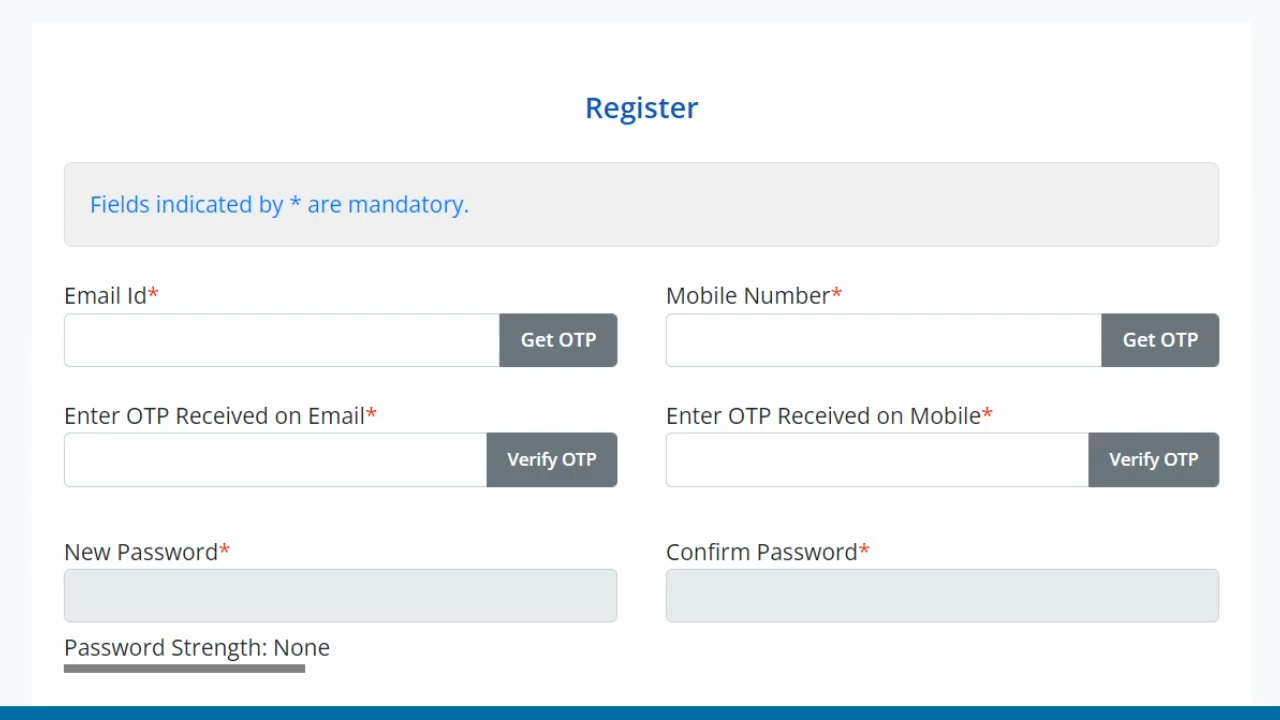 Register
Fields indicated by * are mandatory.
Email Id*
Mobile Number*
Get OTP
Get OTP
Enter OTP Received on Email*
Enter OTP Received on Mobile*
Verify OTP
Verify OTP
New Password*
Confirm Password*
Password Strength: None